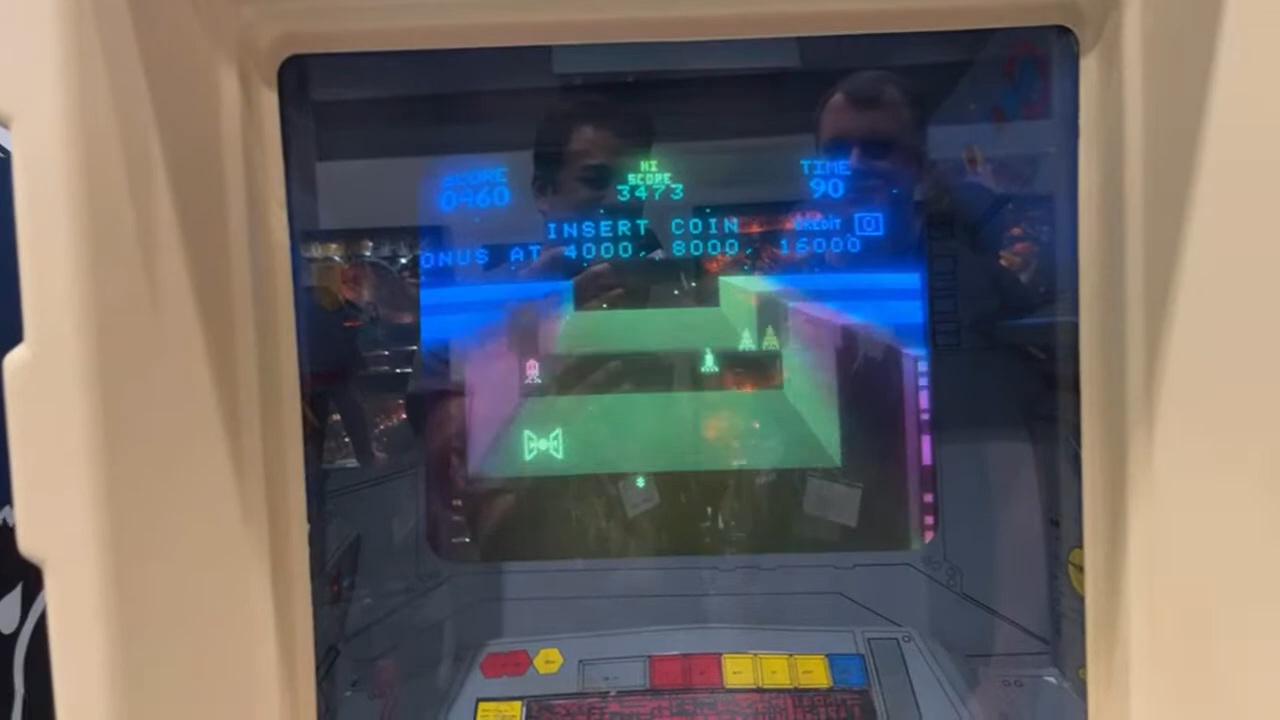 SCORE HI SCORE TIME
0460 3473 90
INSERT COIN CREDIT 0
ONUS AT 4000, 8000, 16000